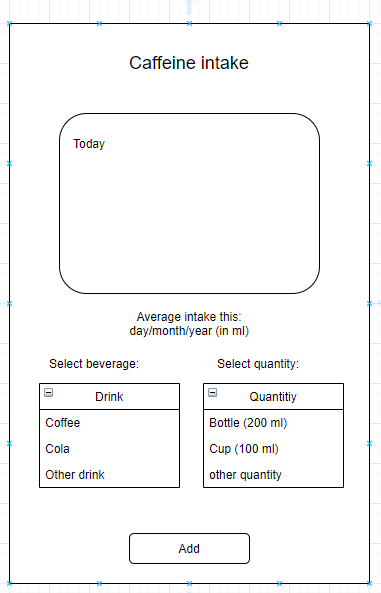 Caffeine intake
Today
Average intake this:
day/month/year (in ml)
Select beverage:
Select quantity:
Drink
Coffee
Cola
Other drink
Quantitiy
Bottle (200 ml)
Cup (100 ml)
other quantity
Add